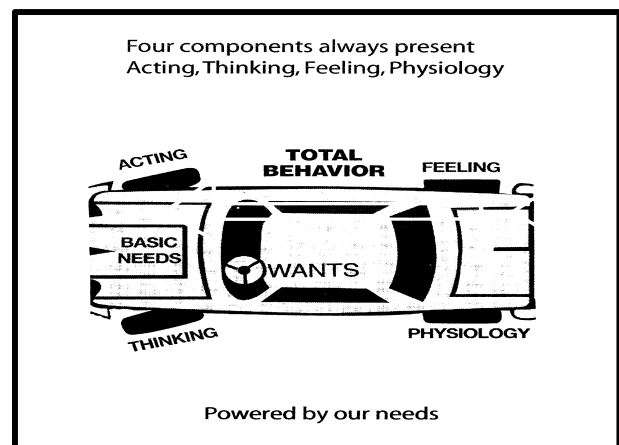 Four components always present
Acting, Thinking, Feeling, Physiology
ACTING
TOTAL
BEHAVIOR
FEELING
BASIC
NEEDS
WANTS
THINKING
PHYSIOLOGY
Powered by our needs